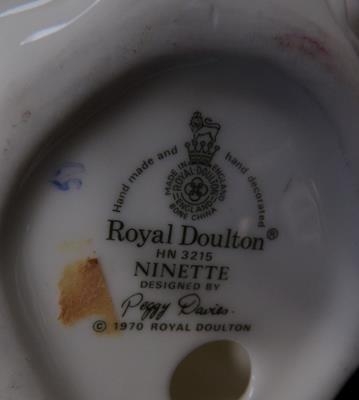 Hand made and hand decorated
MADE IN ENGLAND
ROYAL DOULTON
ENGLAND
BONE CHINA
Royal Doulton®
HN 3215
NINETTE
DESIGNED BY
Peggy Davies.
© 1970 ROYAL DOULTON